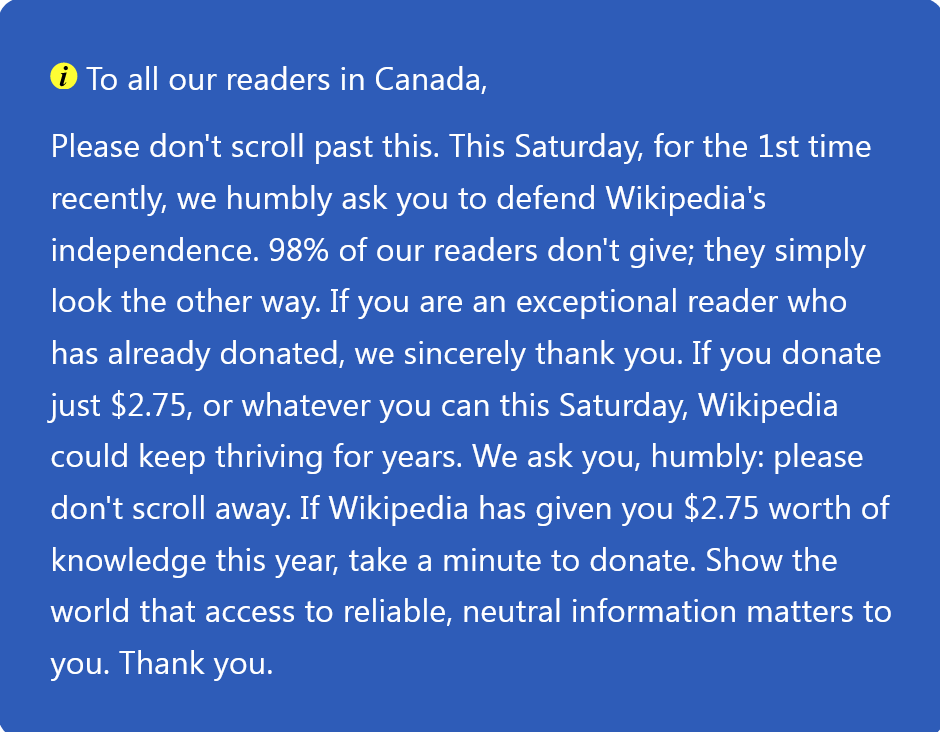 i To all our readers in Canada,
Please don't scroll past this. This Saturday, for the 1st time
recently, we humbly ask you to defend Wikipedia's
independence. 98% of our readers don't give; they simply
look the other way. If you are an exceptional reader who
has already donated, we sincerely thank you. If you donate
just $2.75, or whatever you can this Saturday, Wikipedia
could keep thriving for years. We ask you, humbly: please
don't scroll away. If Wikipedia has given you $2.75 worth of
knowledge this year, take a minute to donate. Show the
world that access to reliable, neutral information matters to
you. Thank you.